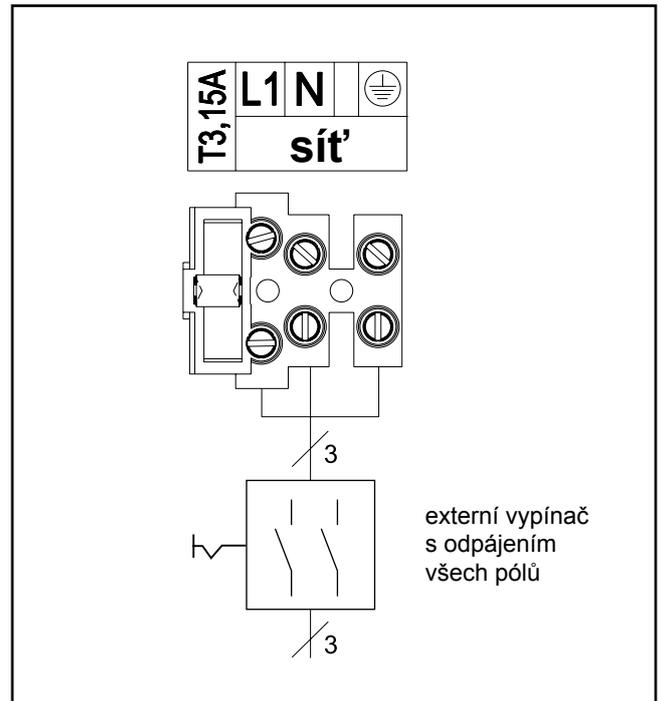 T3,15A
L1 N
síť
3
externí vypínač
s odpájením
všech pólů
3